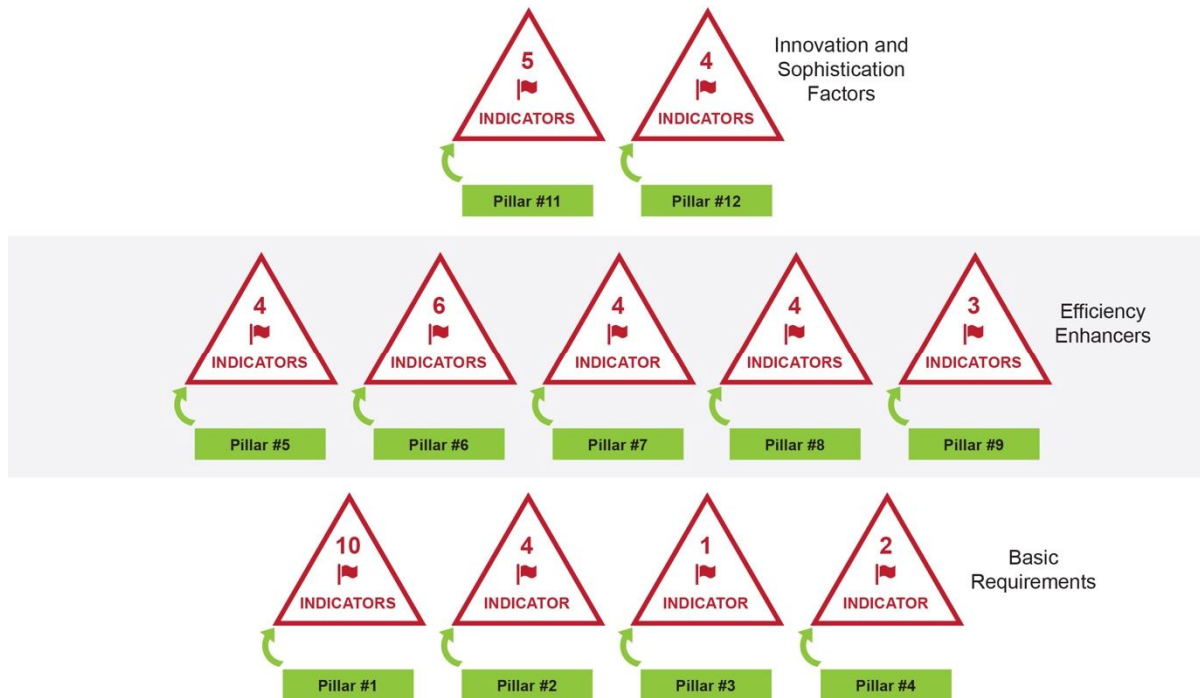 5
INDICATORS
4
INDICATORS
Innovation and
Sophistication
Factors
Pillar #11
Pillar #12
4
INDICATORS
6
INDICATORS
4
INDICATOR
4
INDICATORS
3
INDICATORS
Efficiency
Enhancers
Pillar #5
Pillar #6
Pillar #7
Pillar #8
Pillar #9
10
INDICATORS
4
INDICATOR
1
INDICATOR
2
INDICATOR
Basic
Requirements
Pillar #1
Pillar #2
Pillar #3
Pillar #4